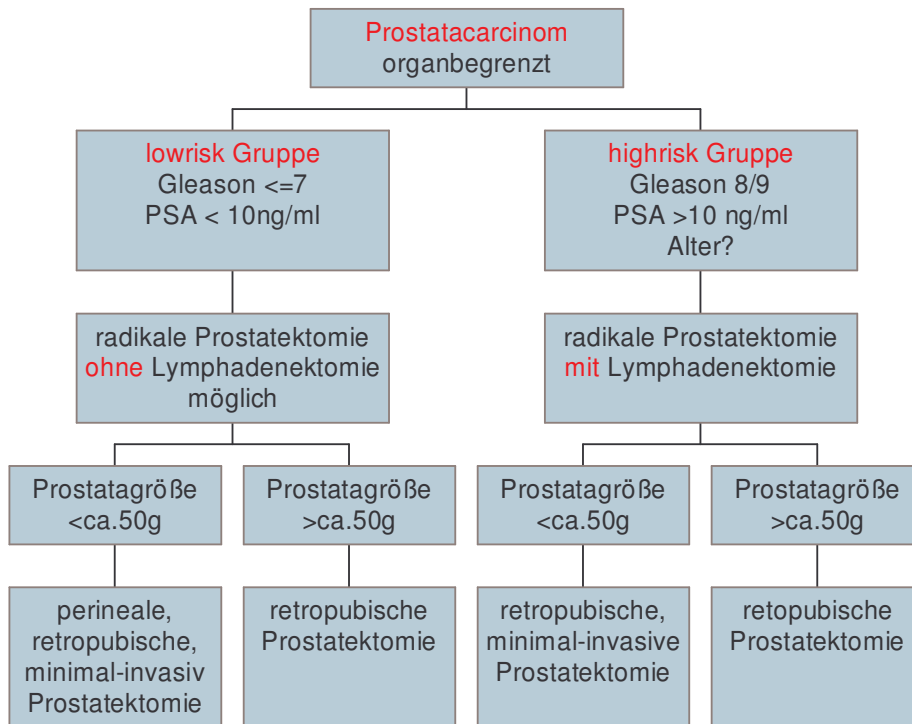 Prostatacarcinom
organbegrenzt
lowrisk Gruppe
Gleason <=7
PSA < 10ng/ml
highrisk Gruppe
Gleason 8/9
PSA >10 ng/ml
Alter?
radikale Prostatektomie
ohne Lymphadenektomie
möglich
radikale Prostatektomie
mit Lymphadenektomie
Prostatagröße
<ca.50g
Prostatagröße
>ca.50g
Prostatagröße
<ca.50g
Prostatagröße
>ca.50g
perineale,
retropubische,
minimal-invasiv
Prostatektomie
retropubische
Prostatektomie
retropubische,
minimal-invasive
Prostatektomie
retopubische
Prostatektomie